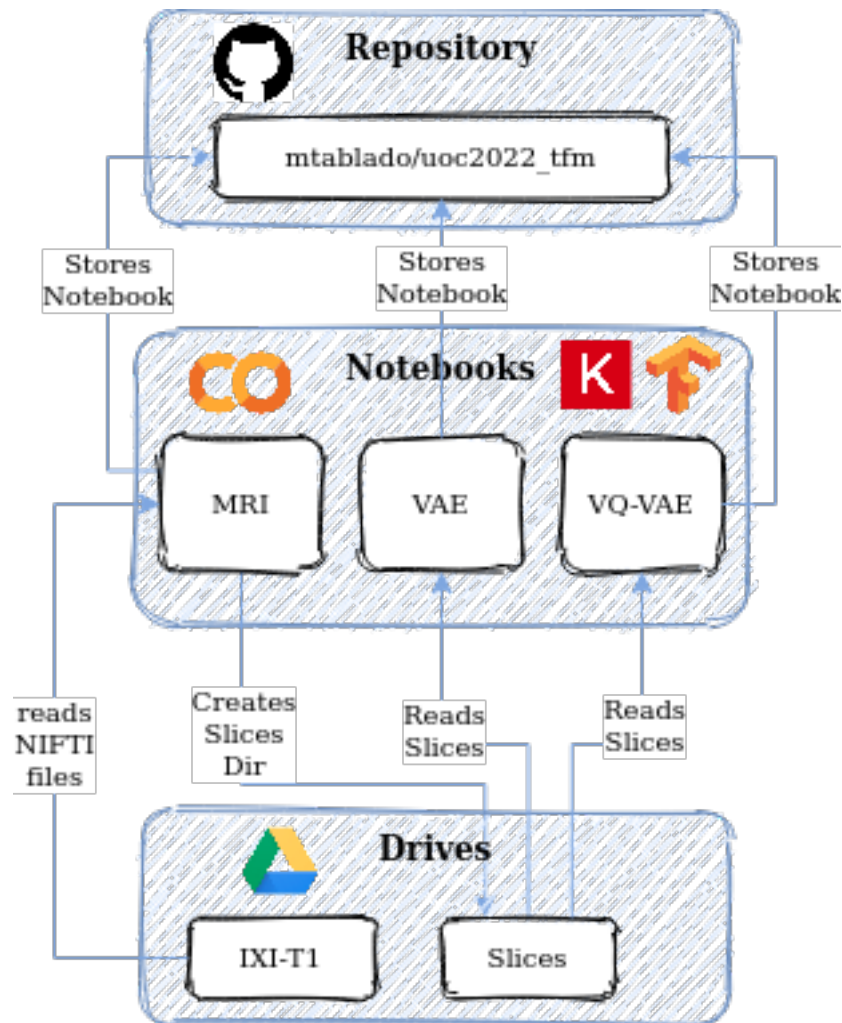 Repository
mtablado/uoc2022_tfm
Stores
Notebook
Stores
Notebook
Stores
Notebook
Notebooks
K
MRI
VAE
VQ-VAE
reads
NIFTI
files
Creates
Slices
Dir
Reads
Slices
Reads
Slices
Drives
IXI-T1
Slices